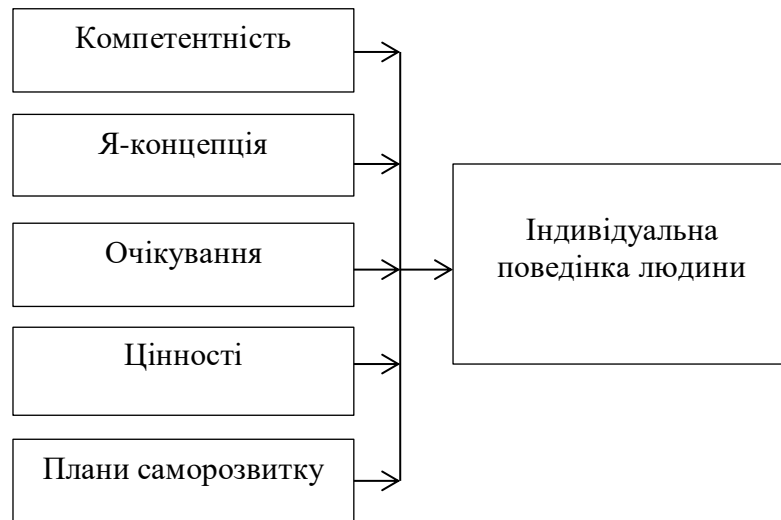 Компетентність
Я-концепція
Очікування
Цінності
Плани саморозвитку
Індивідуальна
поведінка людини